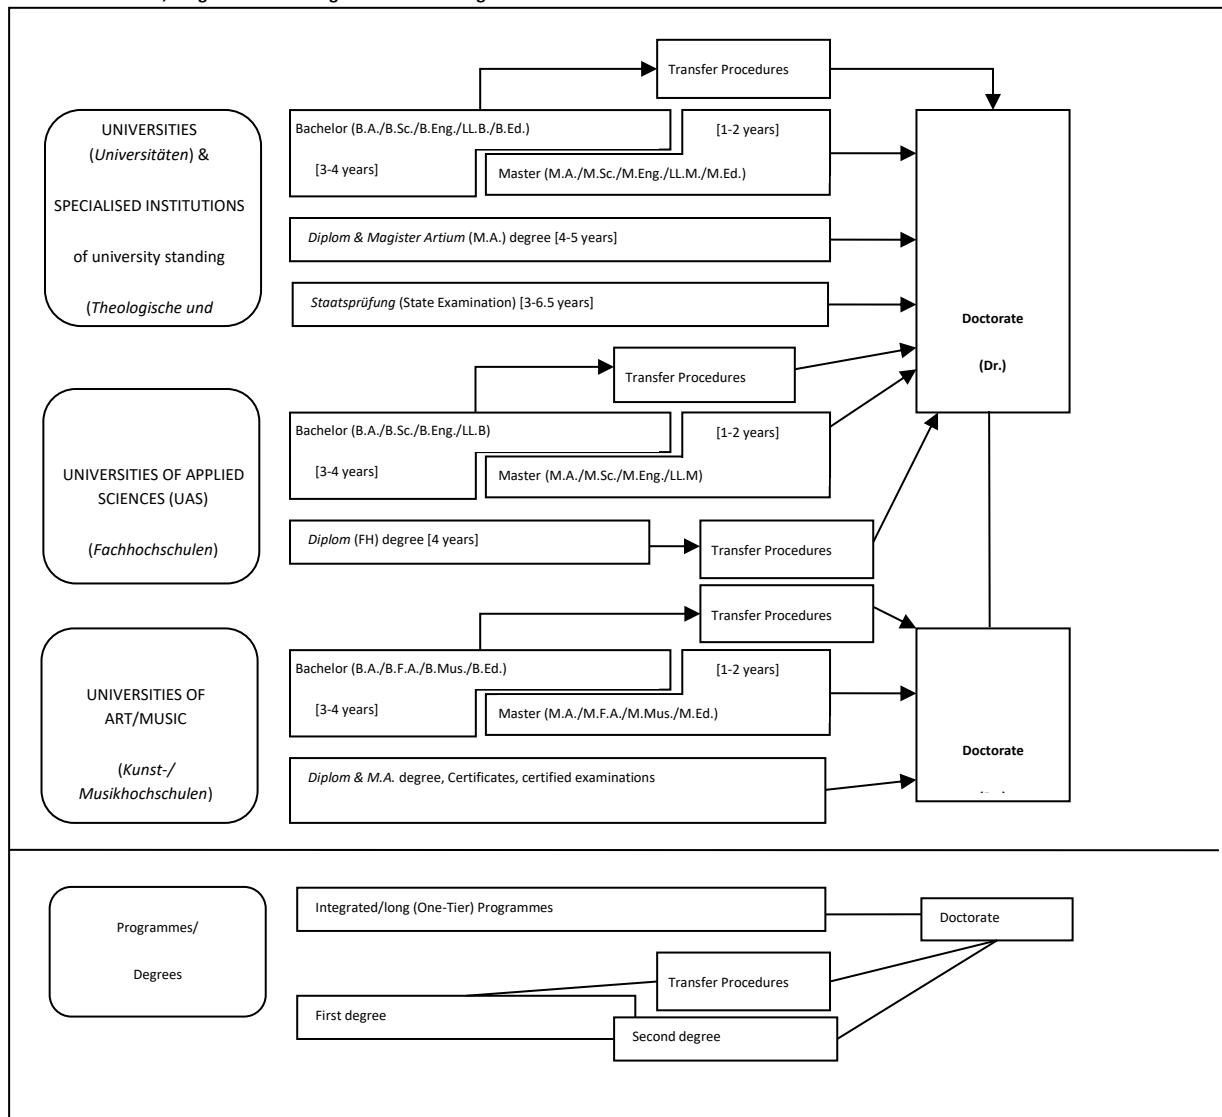 Transfer Procedures
UNIVERSITIES
(Universitäten) &
SPECIALISED INSTITUTIONS
of university standing
(Theologische und
Bachelor (B.A./B.Sc./B.Eng./LL.B./B.Ed.)
[3-4 years]
[1-2 years]
Master (M.A./M.Sc./M.Eng./LL.M./M.Ed.)
Diplom & Magister Artium (M.A.) degree [4-5 years]
Staatsprüfung (State Examination) [3-6.5 years]
Doctorate
(Dr.)
Transfer Procedures
UNIVERSITIES OF APPLIED
SCIENCES (UAS)
(Fachhochschulen)
Bachelor (B.A./B.Sc./B.Eng./LL.B)
[3-4 years]
[1-2 years]
Master (M.A./M.Sc./M.Eng./LL.M)
Diplom (FH) degree [4 years]
Transfer Procedures
Transfer Procedures
UNIVERSITIES OF
ART/MUSIC
(Kunst-/
Musikhochschulen)
Bachelor (B.A./B.F.A./B.Mus./B.Ed.)
[3-4 years]
[1-2 years]
Master (M.A./M.F.A./M.Mus./M.Ed.)
Diplom & M.A. degree, Certificates, certified examinations
Doctorate
Programmes/
Degrees
Integrated/long (One-Tier) Programmes
Doctorate
Transfer Procedures
First degree
Second degree